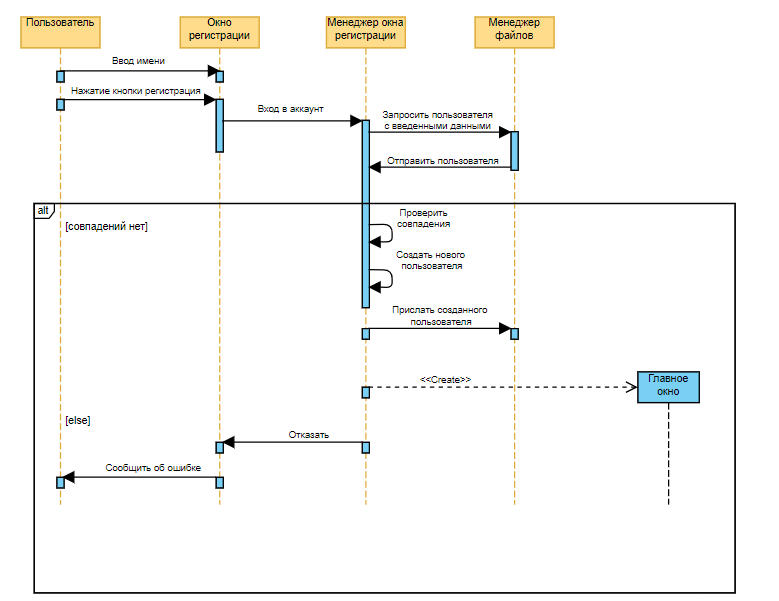 Пользователь
Окно
регистрации
Менеджер окна
регистрации
Менеджер
файлов
Ввод имени
Нажатие кнопки регистрация
Вход в аккаунт
Запросить пользователя
с введенными данными
Отправить пользователя
alt
[совпадений нет]
Проверить
совпадения
Создать нового
пользователя
Прислать созданного
пользователя
<<Create>>
Главное
окно
[else]
Отказать
Сообщить об ошибке